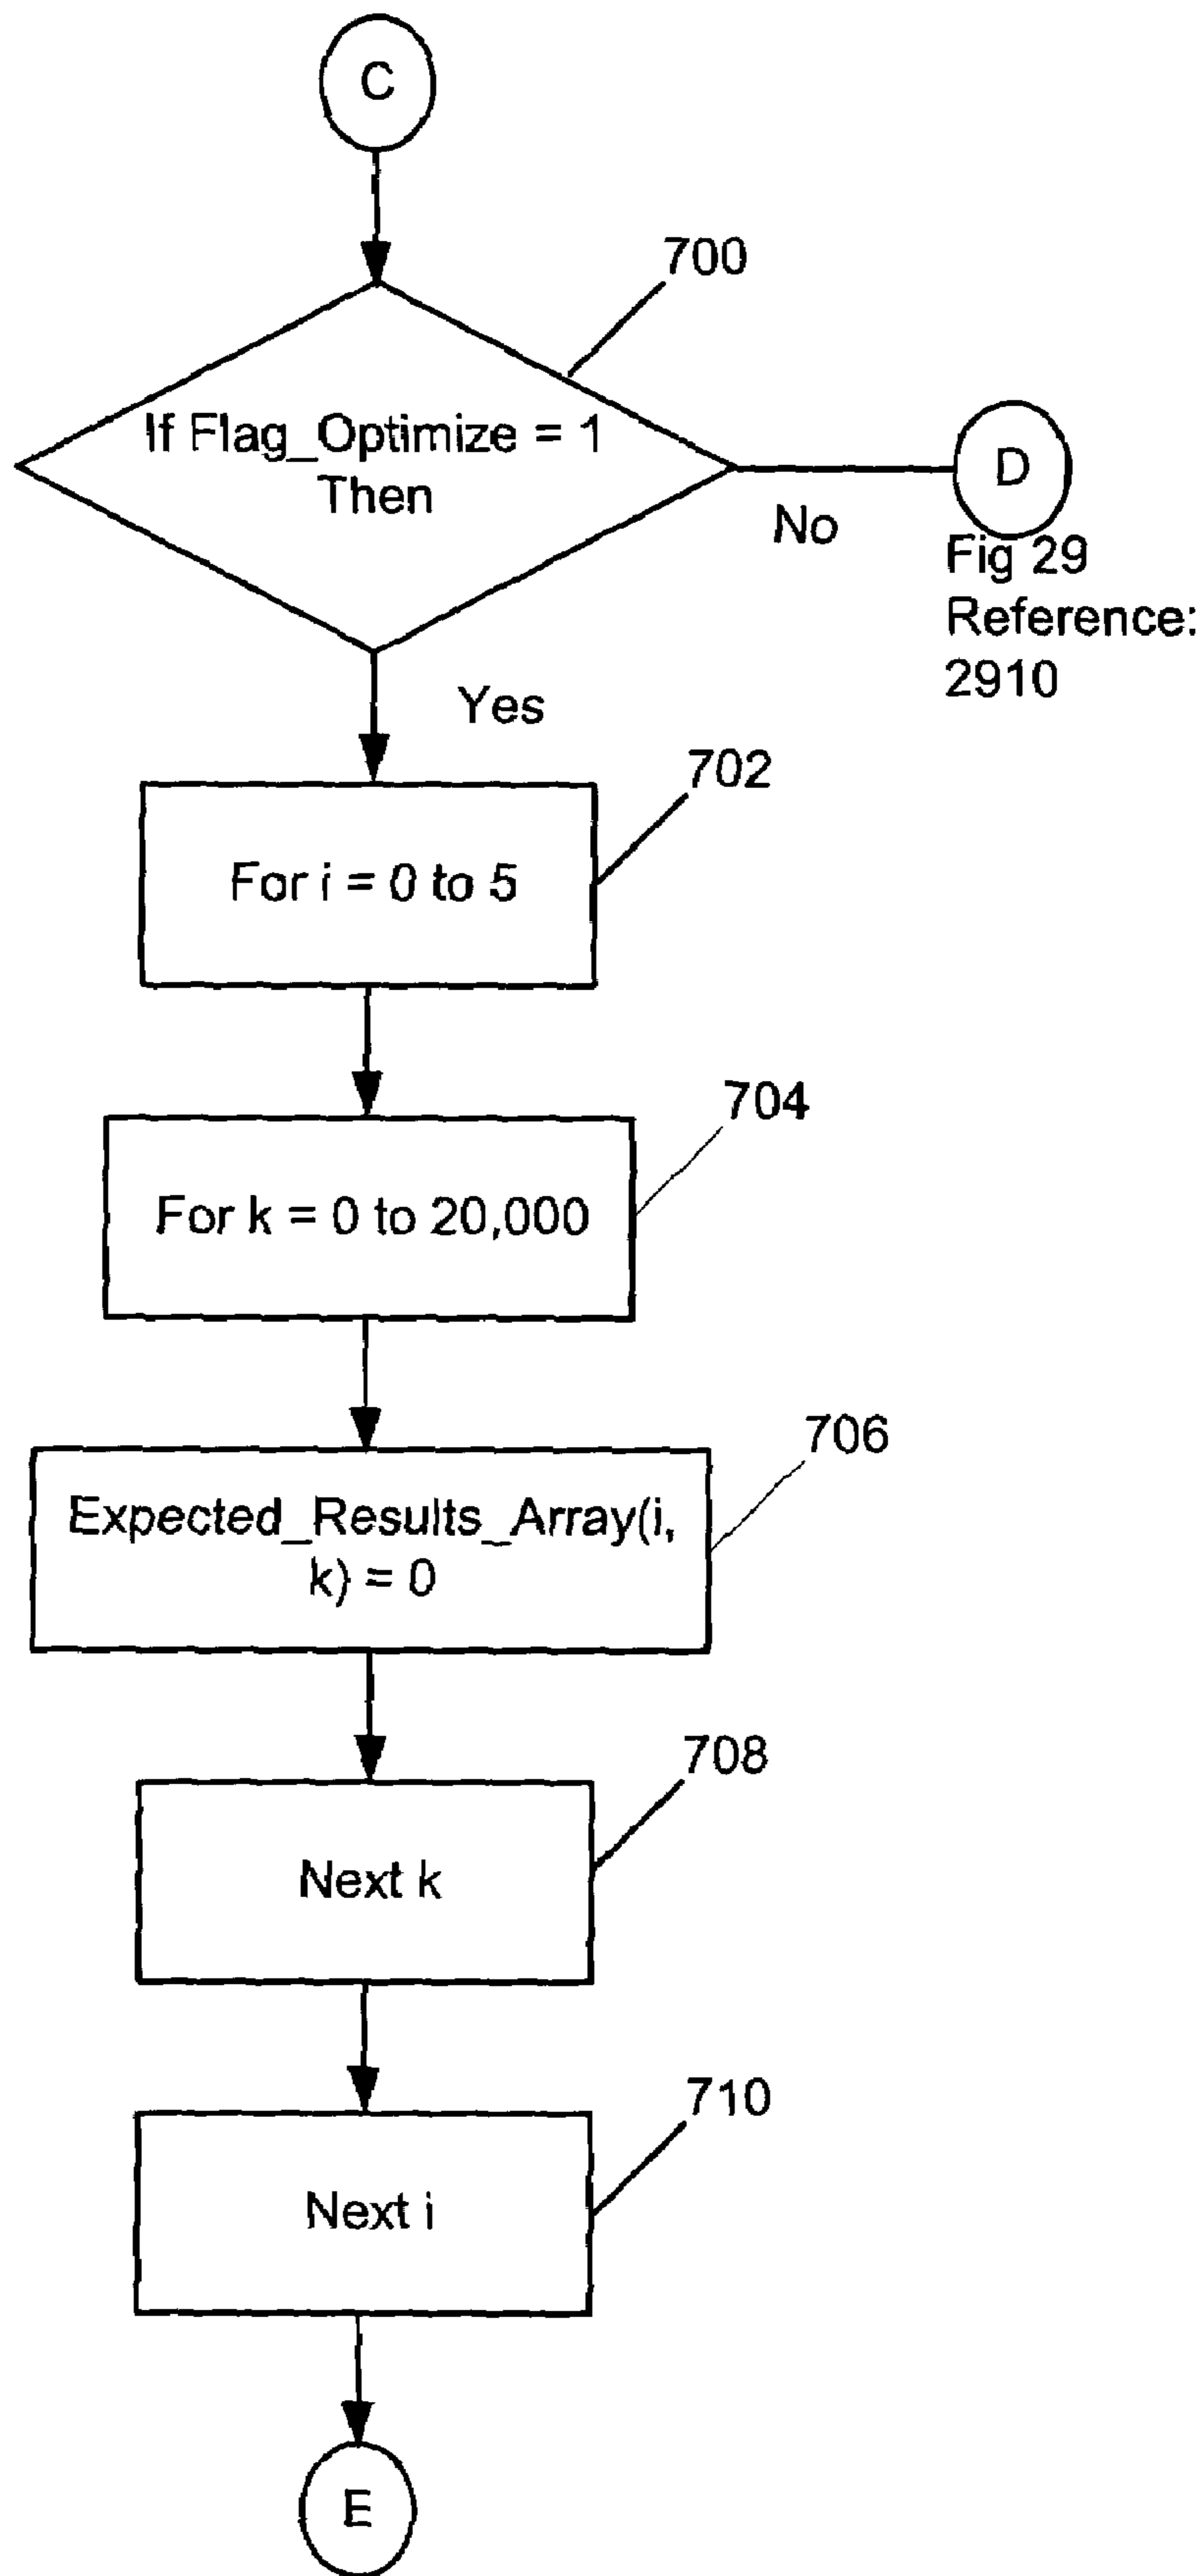 C
700
If Flag_Optimize = 1
Then
D
No
Fig 29
Reference:
2910
Yes
702
For i = 0 to 5
704
For k = 0 to 20,000
706
Expected_Results_Array(i,
k) = 0
708
Next k
710
Next i
E